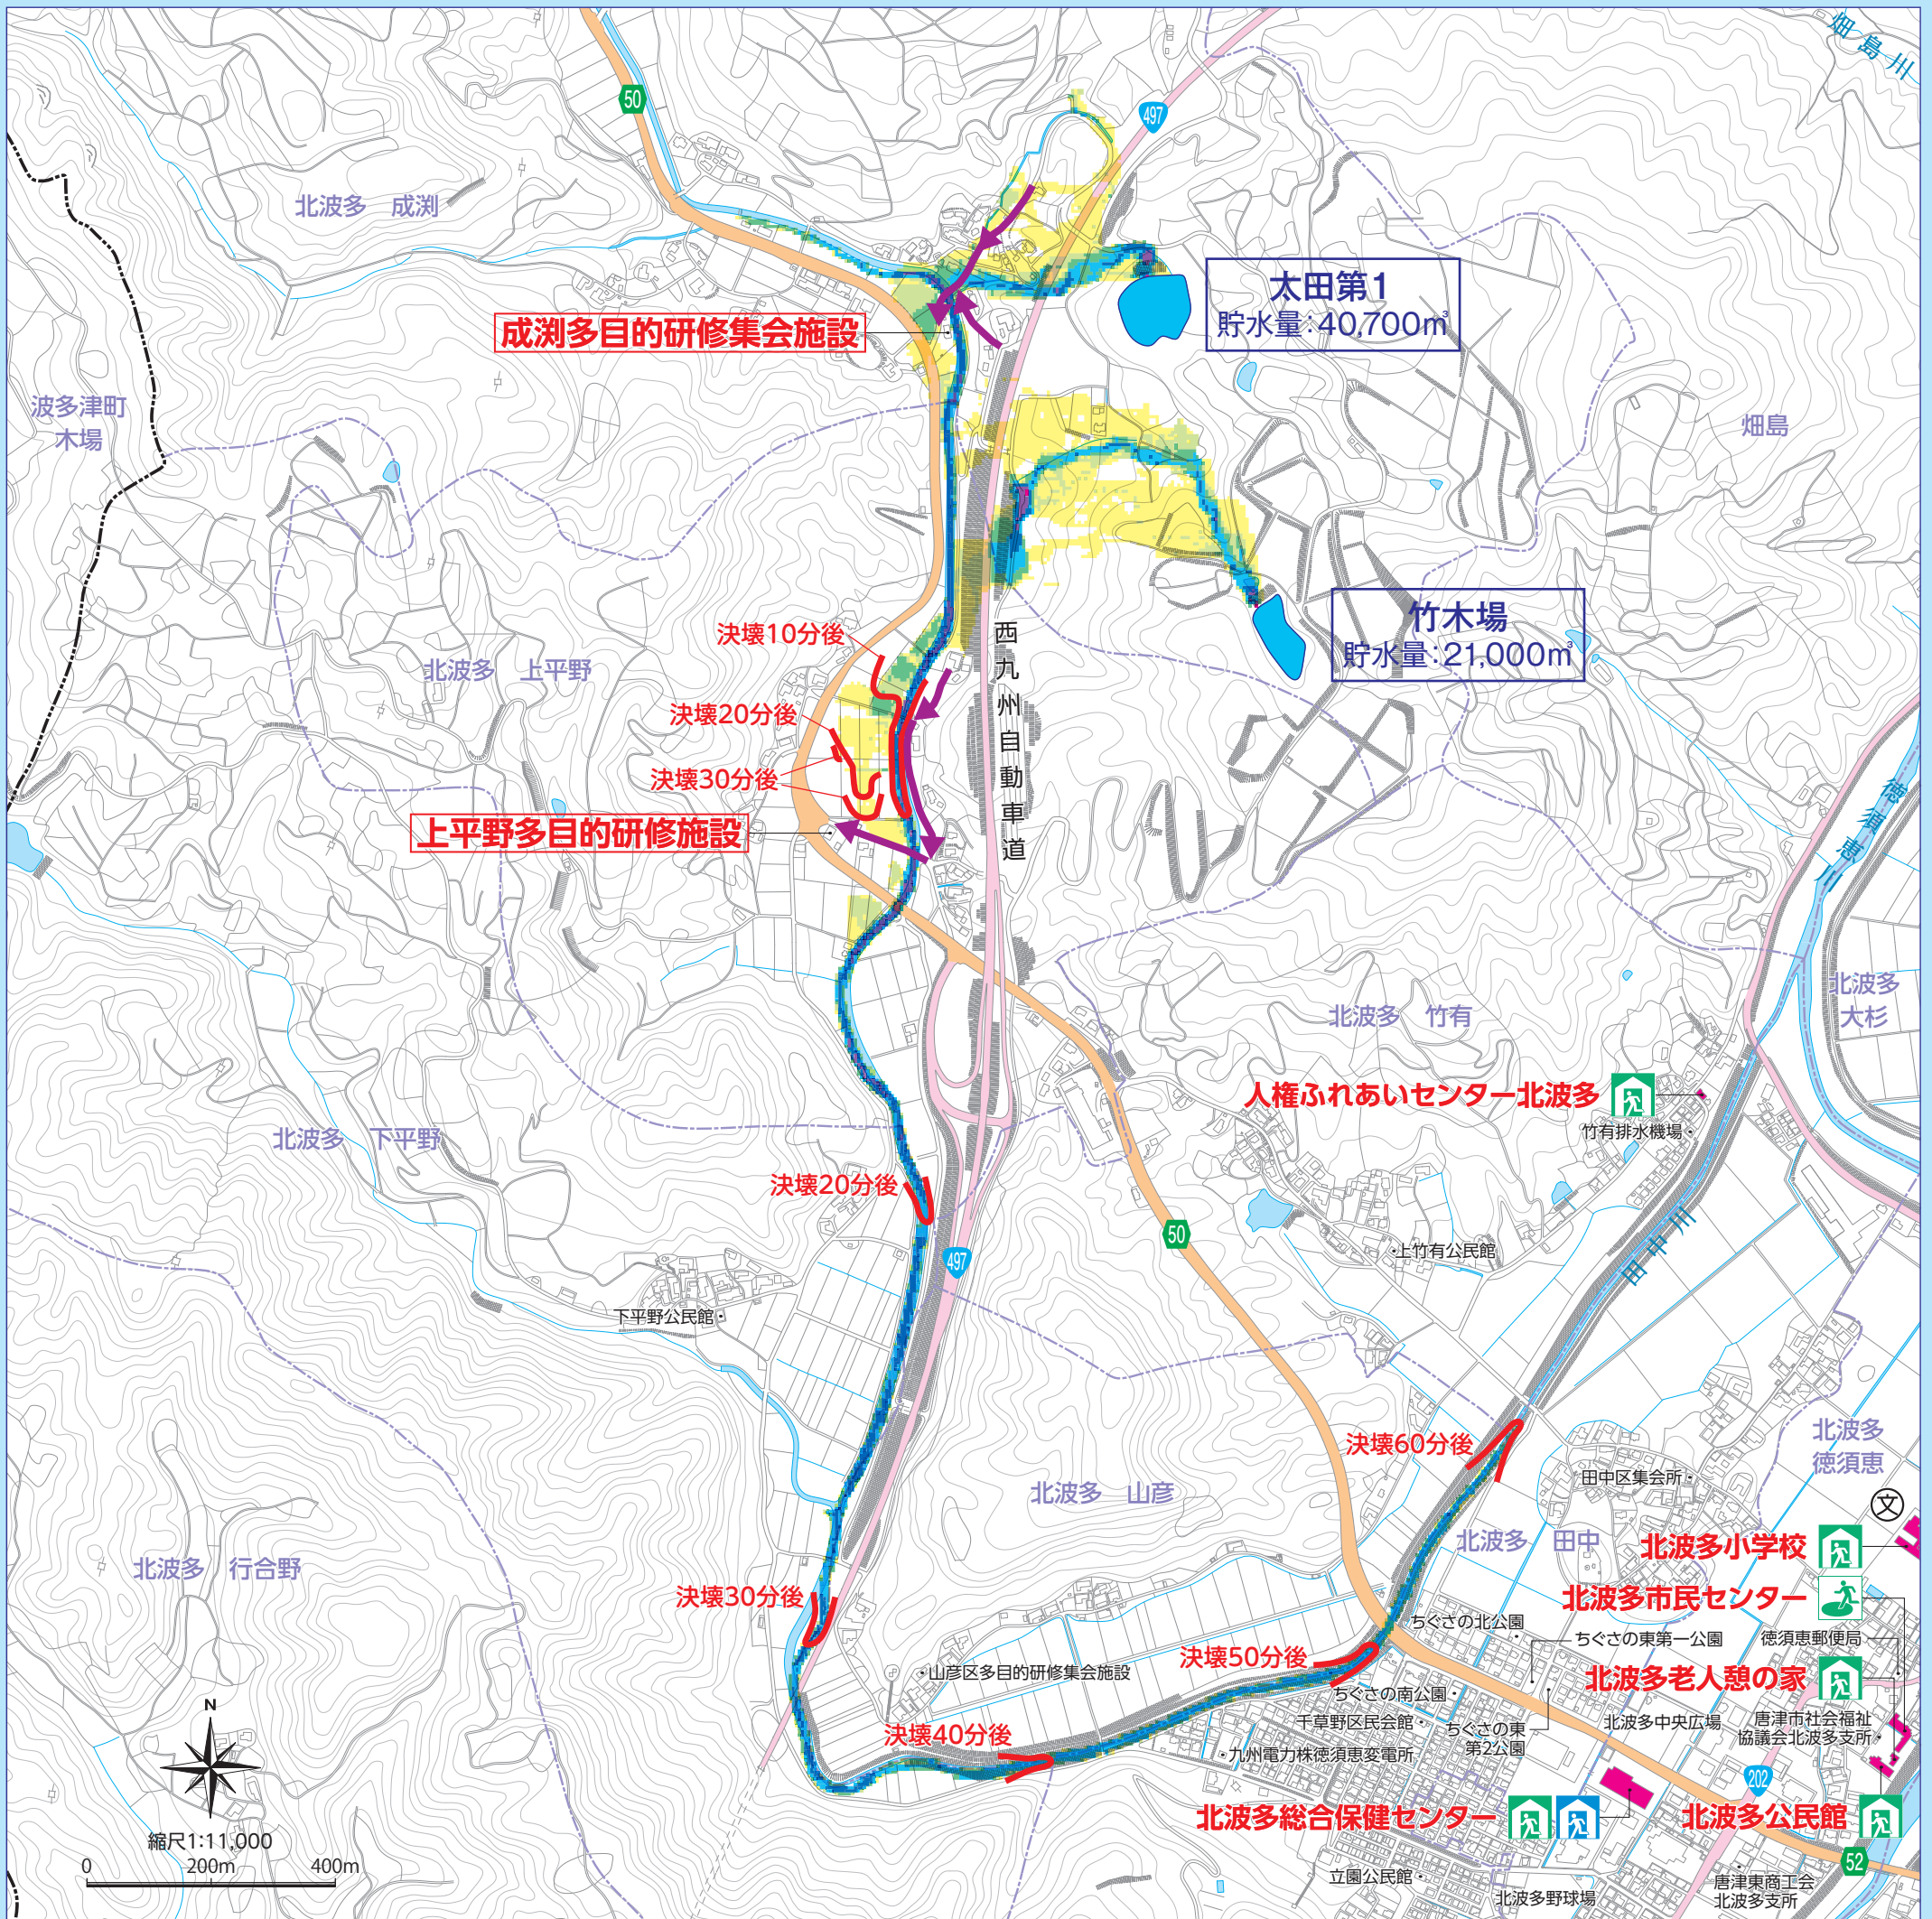 畑島川
50
497
北波多 成渕
太田第1
貯水量:40,700m³
成渕多目的研修集会施設
波多津町
木場
畑島
竹木場
貯水量:21,000m³
西九州自動車道
決壊10分後
北波多 上平野
決壊20分後
決壊30分後
上平野多目的研修施設
徳須恵川
北波多
大杉
北波多 竹有
人権ふれあいセンター北波多
竹有排水機場
北波多 下平野
決壊20分後
田中川
50
上竹有公民館
497
下平野公民館
北波多
徳須恵
決壊60分後
田中区集会所
北波多 山彦
文
北波多 田中
北波多小学校
北波多 行合野
決壊30分後
北波多市民センター
ちぐさの北公園
ちぐさの東第一公園
徳須恵郵便局
決壊50分後
山彦区多目的研修集会施設
北波多老人憩の家
ちぐさの南公園
千草野区民会館
ちぐさの東
第2公園
北波多中央広場
唐津市社会福祉
協議会北波多支所
決壊40分後
九州電力株徳須恵変電所
202
北波多総合保健センター
北波多公民館
52
立園公民館
唐津東商工会
北波多支所
北波多野球場
N
縮尺1:11,000
0 200m 400m